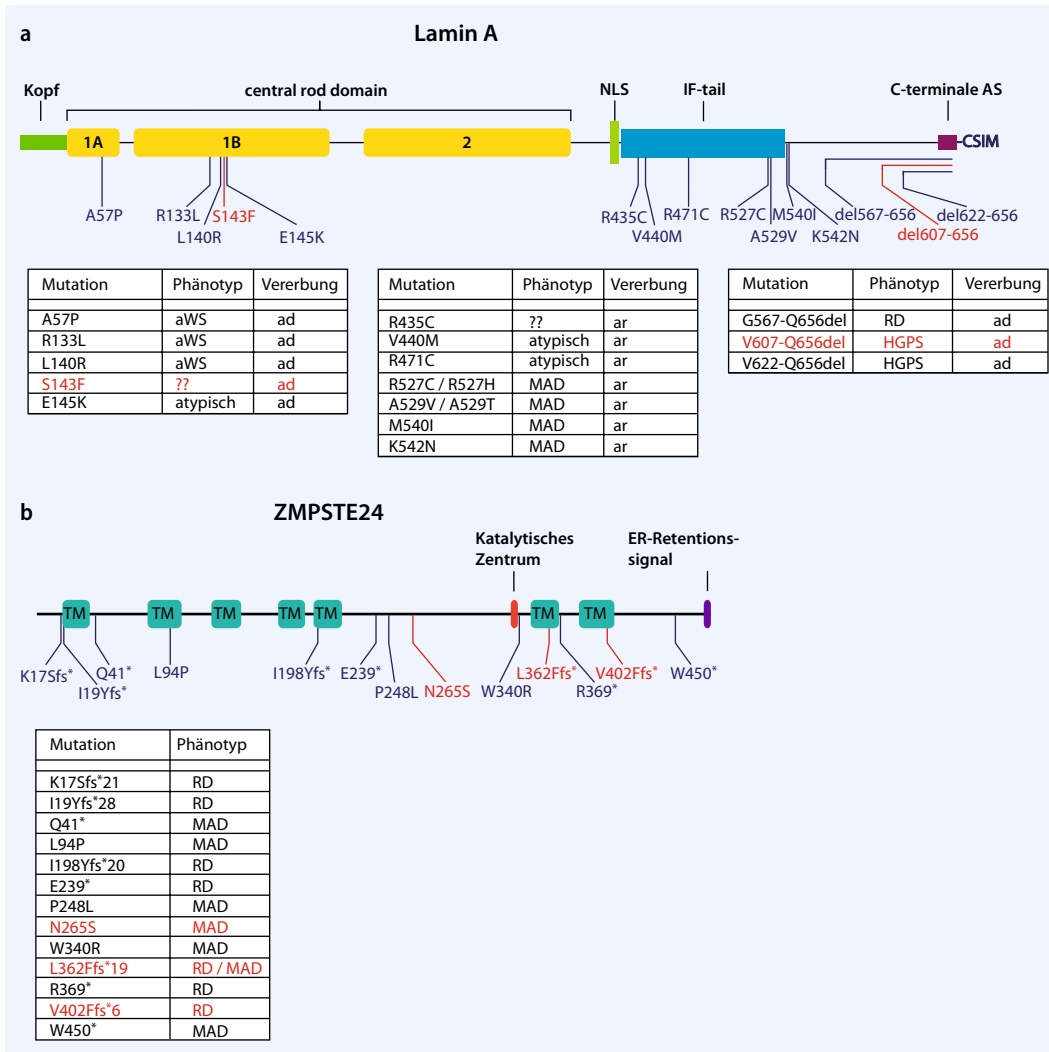 a
Lamin A
Kopf
central rod domain
NLS
IF-tail
C-terminale AS
1A
1B
2
CSIM
A57P
R133L
S143F
L140R
E145K
R435C
R471C
R527C
M540I
del567-656
del622-656
V440M
A529V
K542N
del607-656
Mutation Phänotyp Vererbung
A57P aWS ad
R133L aWS ad
L140R aWS ad
S143F ?? ad
E145K atypisch ad
Mutation Phänotyp Vererbung
R435C ?? ar
V440M atypisch ar
R471C atypisch ar
R527C / R527H MAD ar
A529V / A529T MAD ar
M540I MAD ar
K542N MAD ar
Mutation Phänotyp Vererbung
G567-Q656del RD ad
V607-Q656del HGPS ad
V622-Q656del HGPS ad
b
ZMPSTE24
Katalytisches
Zentrum
ER-Retentions-
signal
TM TM TM TM TM TM TM
K17Sfs*
Q41*
I19Yfs*
L94P
I198Yfs*
E239*
P248L
N265S
W340R
L362Ffs*
R369*
V402Ffs*
W450*
Mutation Phänotyp
K17Sfs*21 RD
I19Yfs*28 RD
Q41* MAD
L94P MAD
I198Yfs*20 RD
E239* RD
P248L MAD
N265S MAD
W340R MAD
L362Ffs*19 RD / MAD
R369* RD
V402Ffs*6 RD
W450* MAD